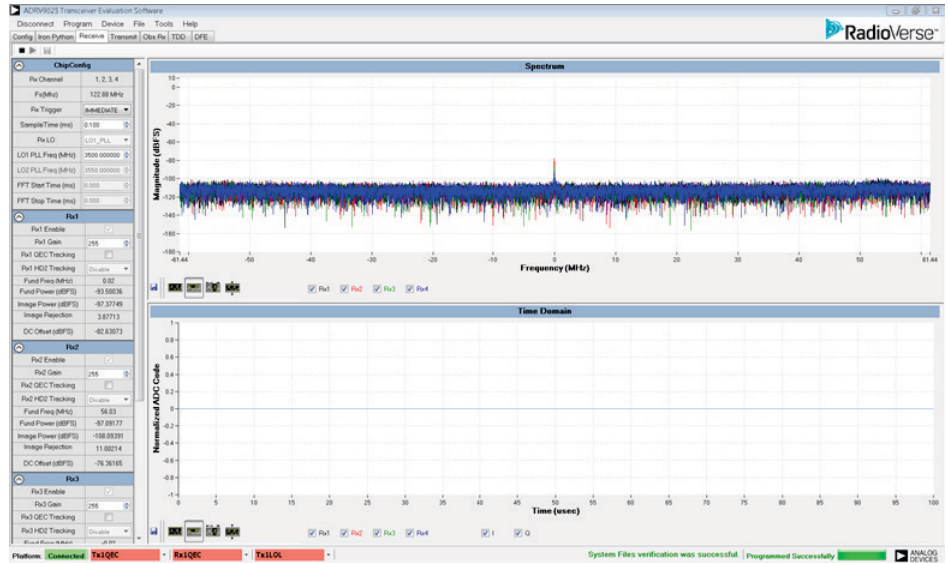 ADRV9025 Transceiver Evaluation Software
Disconnect Program Device File Tools Help
Config Iron Python Receive Transmit Obs Rx TDD DFE
RadioVerse
ChipConfig
Rx Channel 1, 2, 3, 4
Fs(Mhz) 122.88 MHz
Rx Trigger IMMEDIATE
SampleTime (ms) 0.100
Rx LO LO1_PLL
LO1 PLL Freq (MHz) 3500.000000
LO2 PLL Freq (MHz) 3550.000000
FFT Start Time (ms) 0.000
FFT Stop Time (ms) 0.000
Rx1
Rx1 Enable
Rx1 Gain 255
Rx1 QEC Tracking
Rx1 HD2 Tracking Disable
Fund Freq (MHz) 0.02
Fund Power (dBFS) -93.50036
Image Power (dBFS) -97.37749
Image Rejection 3.87713
DC Offset (dBFS) -82.63073
Rx2
Rx2 Enable
Rx2 Gain 255
Rx2 QEC Tracking
Rx2 HD2 Tracking Disable
Fund Freq (MHz) 56.03
Fund Power (dBFS) -97.09177
Image Power (dBFS) -108.09391
Image Rejection 11.00214
DC Offset (dBFS) -76.36165
Rx3
Rx3 Enable
Rx3 Gain 255
Rx3 QEC Tracking
Rx3 HD2 Tracking Disable
Fund Freq (MHz) -0.02
Spectrum
Magnitude (dBFS)
10
0
-20
-40
-60
-80
-100
-120
-140
-160
-180
-61.44 -50 -40 -30 -20 -10 0 10 20 30 40 50 61.44
Frequency (MHz)
Rx1 Rx2 Rx3 Rx4
Time Domain
Normalized ADC Code
1
0.8
0.6
0.4
0.2
0
-0.2
-0.4
-0.6
-0.8
-1
0 5 10 15 20 25 30 35 40 45 50 55 60 65 70 75 80 85 90 95 100
Time (usec)
Rx1 Rx2 Rx3 Rx4 I Q
Platform: Connected Tx1QEC Rx1QEC Tx1LOL System Files verification was successful. Programmed Successfully ANALOG DEVICES